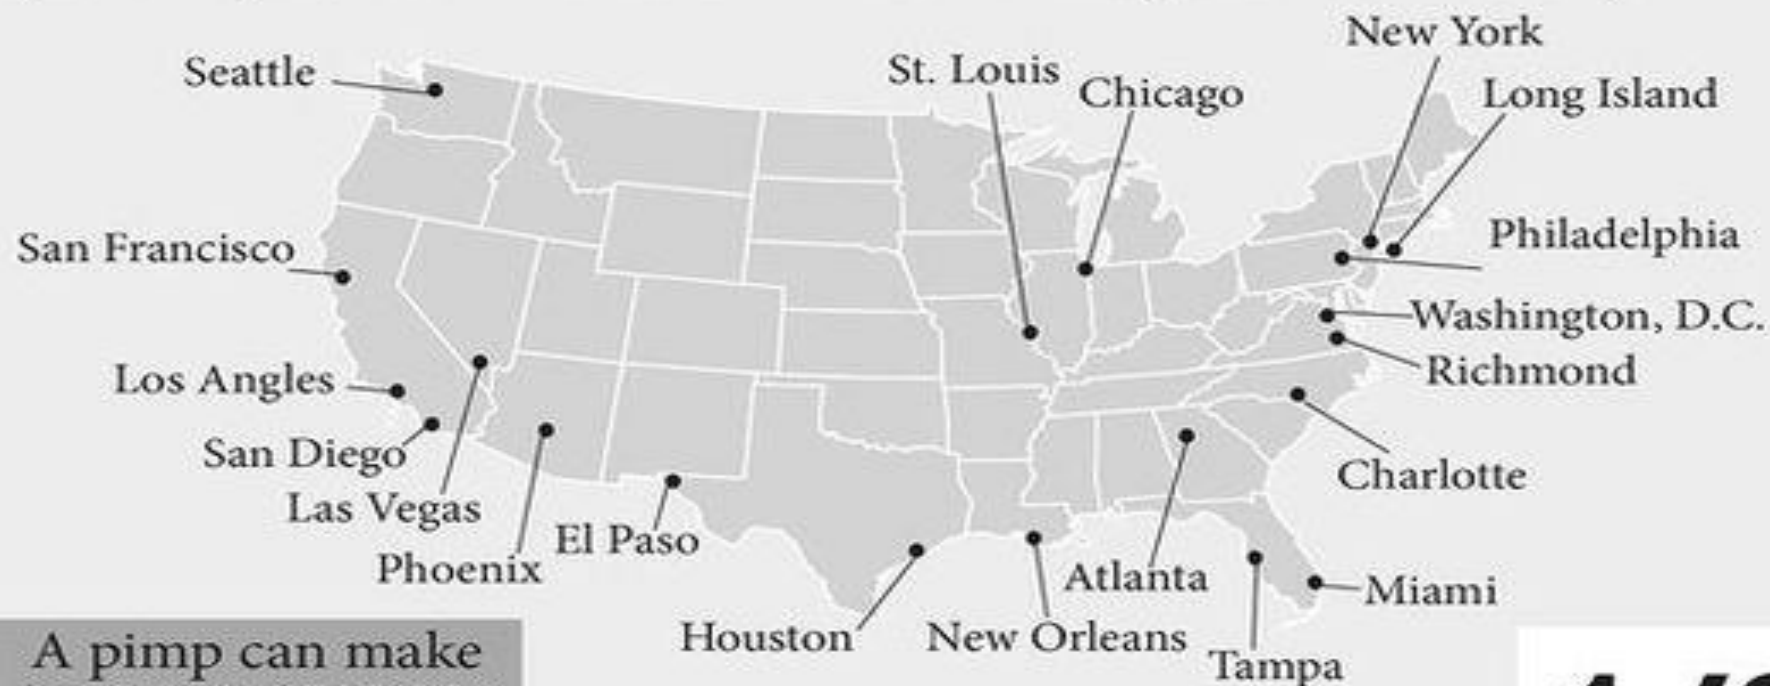 New York
Seattle
St. Louis
Chicago
Long Island
San Francisco
Philadelphia
Washington, D.C.
Richmond
Los Angles
San Diego
Las Vegas
Phoenix
El Paso
Charlotte
Atlanta
Miami
Houston
New Orleans
Tampa
A pimp can make